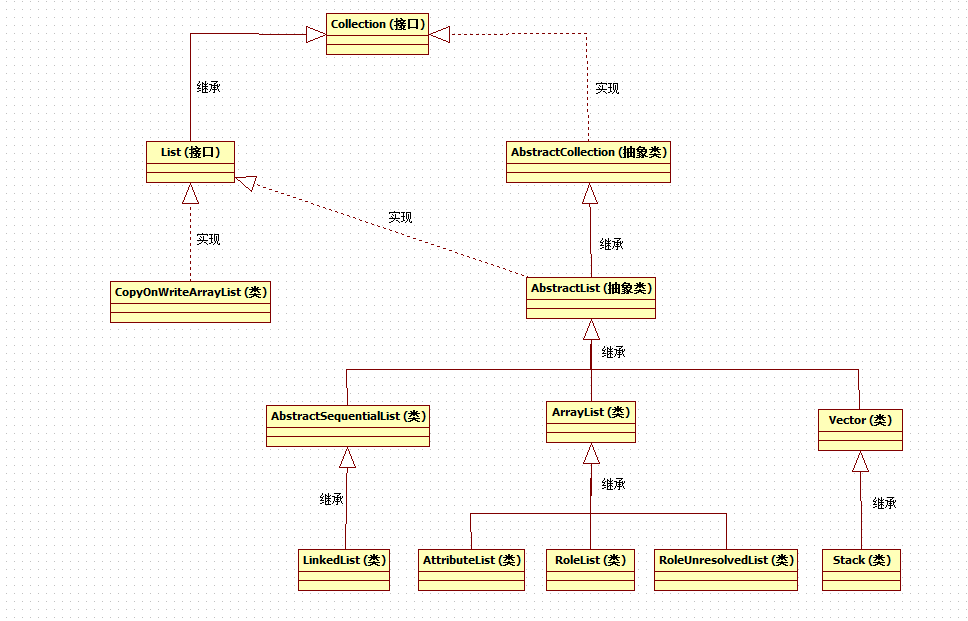 Collection (接口)
继承
实现
List (接口)
AbstractCollection (抽象类)
实现
实现
继承
CopyOnWriteArrayList (类)
AbstractList (抽象类)
继承
AbstractSequentialList (类)
ArrayList (类)
Vector (类)
继承
继承
继承
LinkedList (类)
AttributeList (类)
RoleList (类)
RoleUnresolvedList (类)
Stack (类)